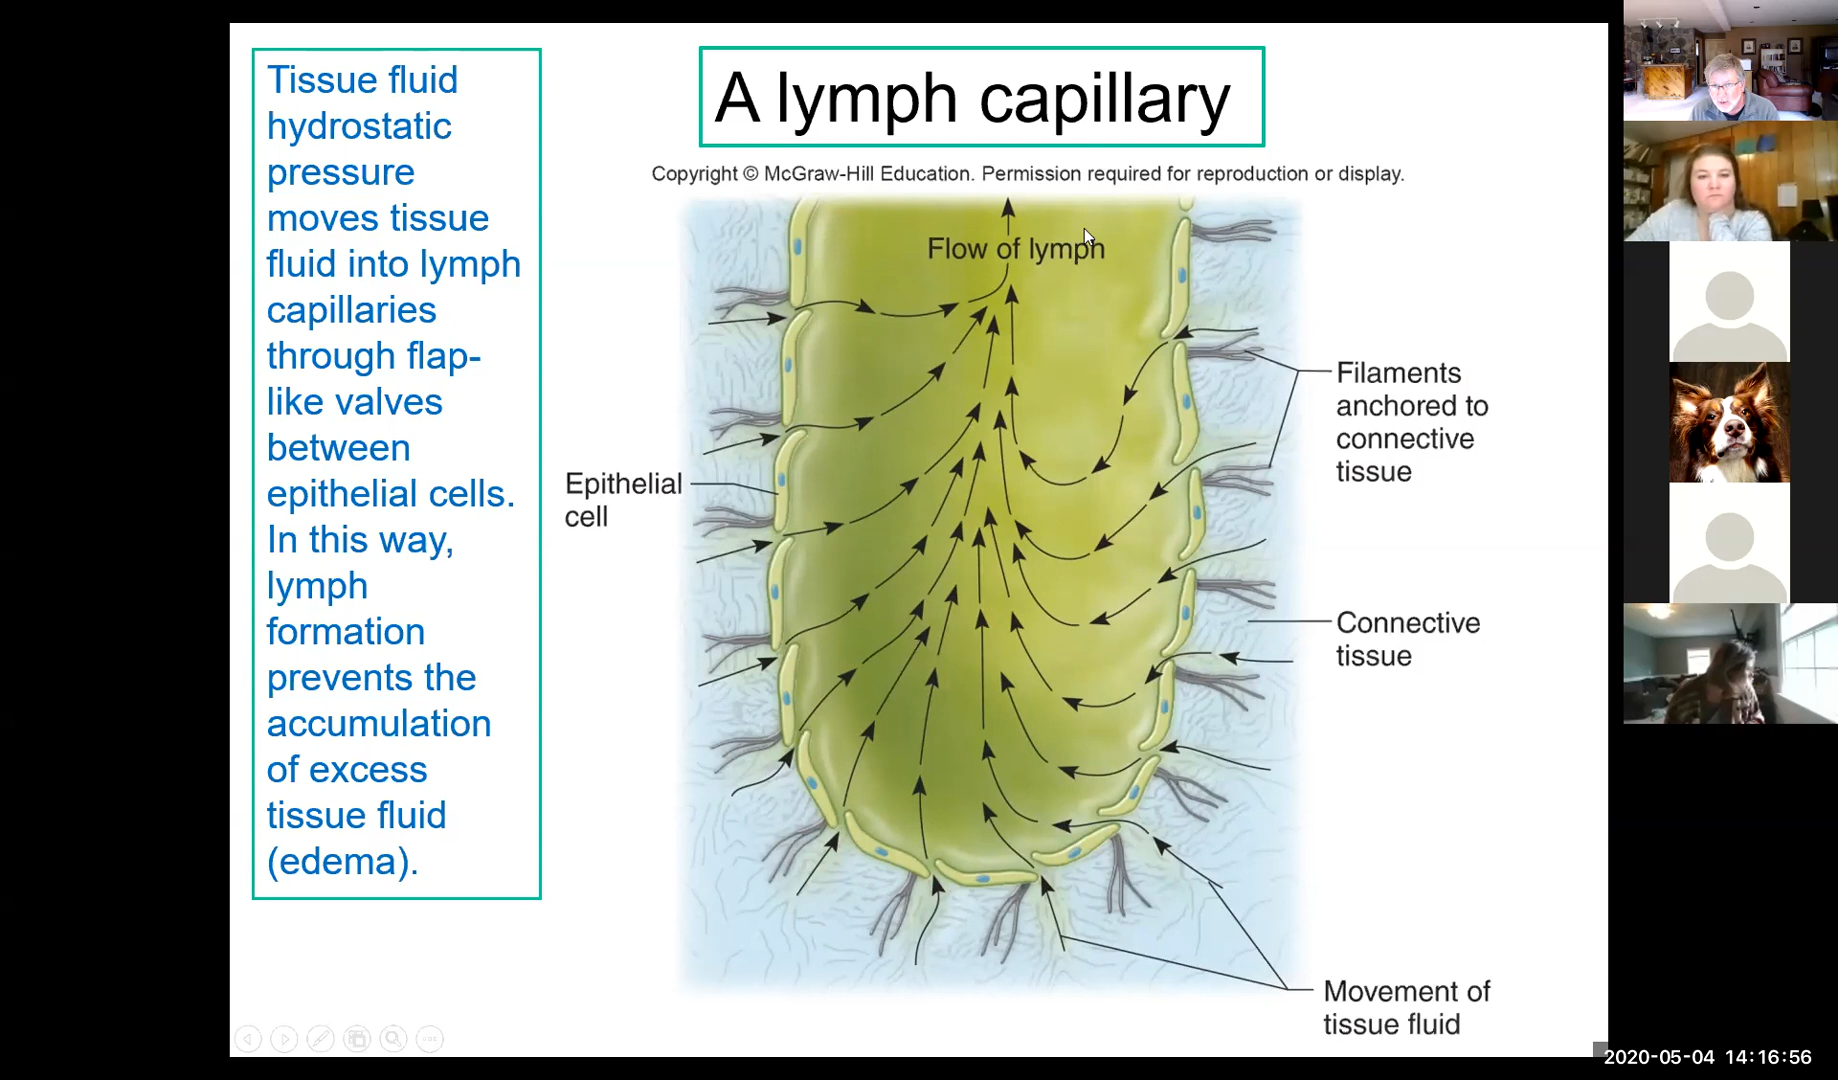 Tissue fluid
hydrostatic
pressure
moves tissue
fluid into lymph
capillaries
through flap-
like valves
between
epithelial cells.
In this way,
lymph
formation
prevents the
accumulation
of excess
tissue fluid
(edema).
A lymph capillary
Copyright © McGraw-Hill Education. Permission required for reproduction or display.
Flow of lymph
Filaments
anchored to
connective
tissue
Epithelial
cell
Connective
tissue
Movement of
tissue fluid
2020-05-04 14:16:56